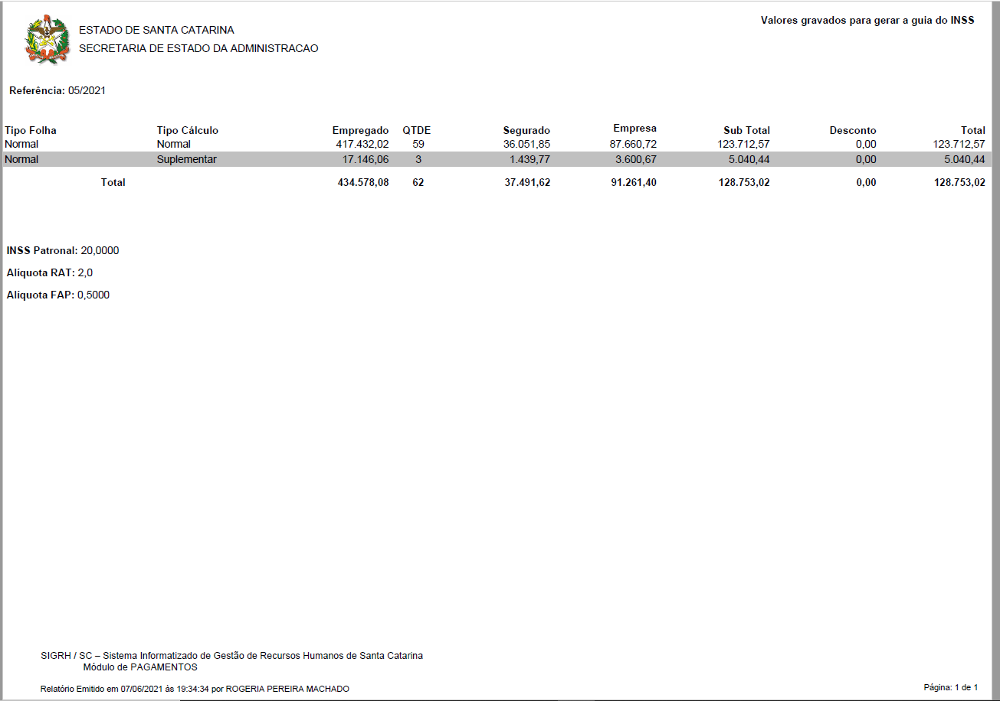 Valores gravados para gerar a guia do INSS
ESTADO DE SANTA CATARINA
SECRETARIA DE ESTADO DA ADMINISTRACAO
Referência: 05/2021
Tipo Folha Tipo Cálculo Empregado QTDE Segurado Empresa Sub Total Desconto Total
Normal Normal 417.432,02 59 36.051,85 87.660,72 123.712,57 0,00 123.712,57
Normal Suplementar 17.146,06 3 1.439,77 3.600,67 5.040,44 0,00 5.040,44
Total 434.578,08 62 37.491,62 91.261,40 128.753,02 0,00 128.753,02
INSS Patronal: 20,0000
Alíquota RAT: 2,0
Alíquota FAP: 0,5000
SIGRH / SC – Sistema Informatizado de Gestão de Recursos Humanos de Santa Catarina
Módulo de PAGAMENTOS
Relatório Emitido em 07/06/2021 às 19:34:34 por ROGERIA PEREIRA MACHADO
Página: 1 de 1